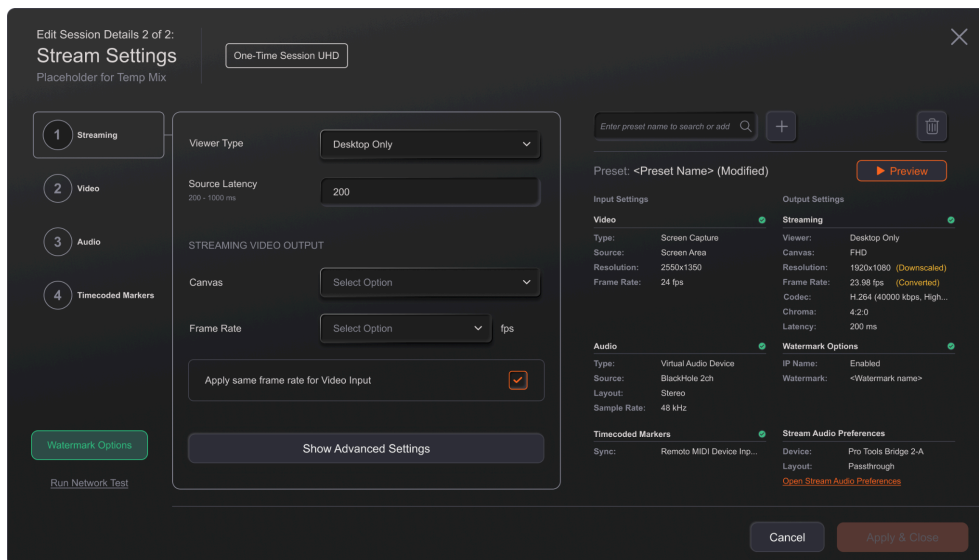 Edit Session Details 2 of 2:
Stream Settings
Placeholder for Temp Mix
One-Time Session UHD
1 Streaming
2 Video
3 Audio
4 Timecoded Markers
Watermark Options
Run Network Test
Viewer Type Desktop Only
Source Latency 200
200 - 1000 ms
STREAMING VIDEO OUTPUT
Canvas Select Option
Frame Rate Select Option fps
Apply same frame rate for Video Input
Show Advanced Settings
Enter preset name to search or add
Preset: <Preset Name> (Modified)
Preview
Input Settings
Video
Type: Screen Capture
Source: Screen Area
Resolution: 2550x1350
Frame Rate: 24 fps
Audio
Type: Virtual Audio Device
Source: BlackHole 2ch
Layout: Stereo
Sample Rate: 48 kHz
Timecoded Markers
Sync: Remoto MIDI Device Inp...
Output Settings
Streaming
Viewer: Desktop Only
Canvas: FHD
Resolution: 1920x1080 (Downscaled)
Frame Rate: 23.98 fps (Converted)
Codec: H.264 (40000 kbps, High...
Chroma: 4:2:0
Latency: 200 ms
Watermark Options
IP Name: Enabled
Watermark: <Watermark name>
Stream Audio Preferences
Device: Pro Tools Bridge 2-A
Layout: Passthrough
Open Stream Audio Preferences
Cancel
Apply & Close